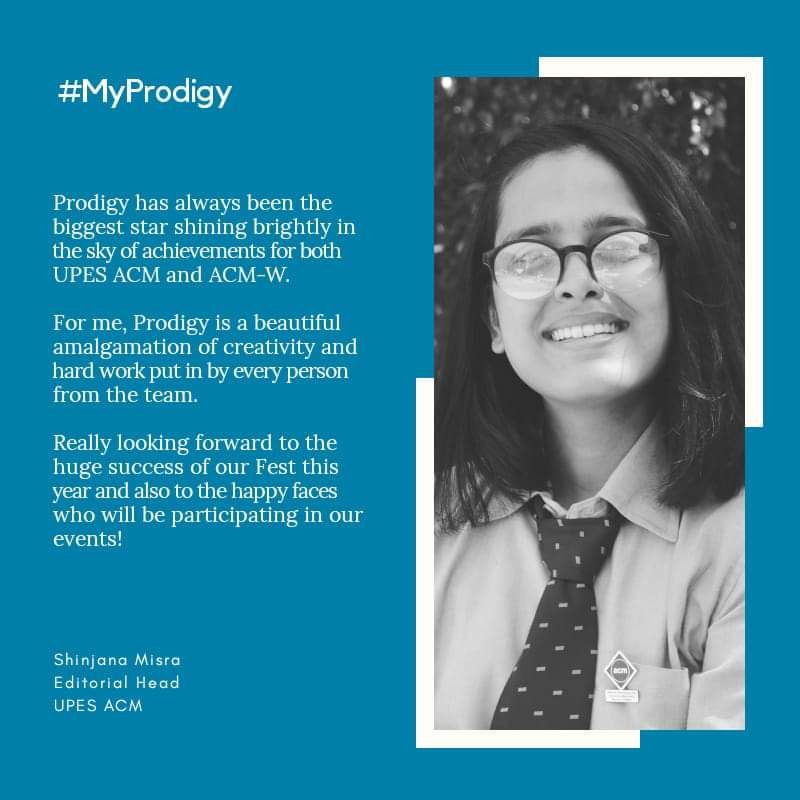 #MyProdigy
Prodigy has always been the
biggest star shining brightly in
the sky of achievements for both
UPES ACM and ACM-W.
For me, Prodigy is a beautiful
amalgamation of creativity and
hard work put in by every person
from the team.
Really looking forward to the
huge success of our Fest this
year and also to the happy faces
who will be participating in our
events!
Shinjana Misra
Editorial Head
UPES ACM
acm